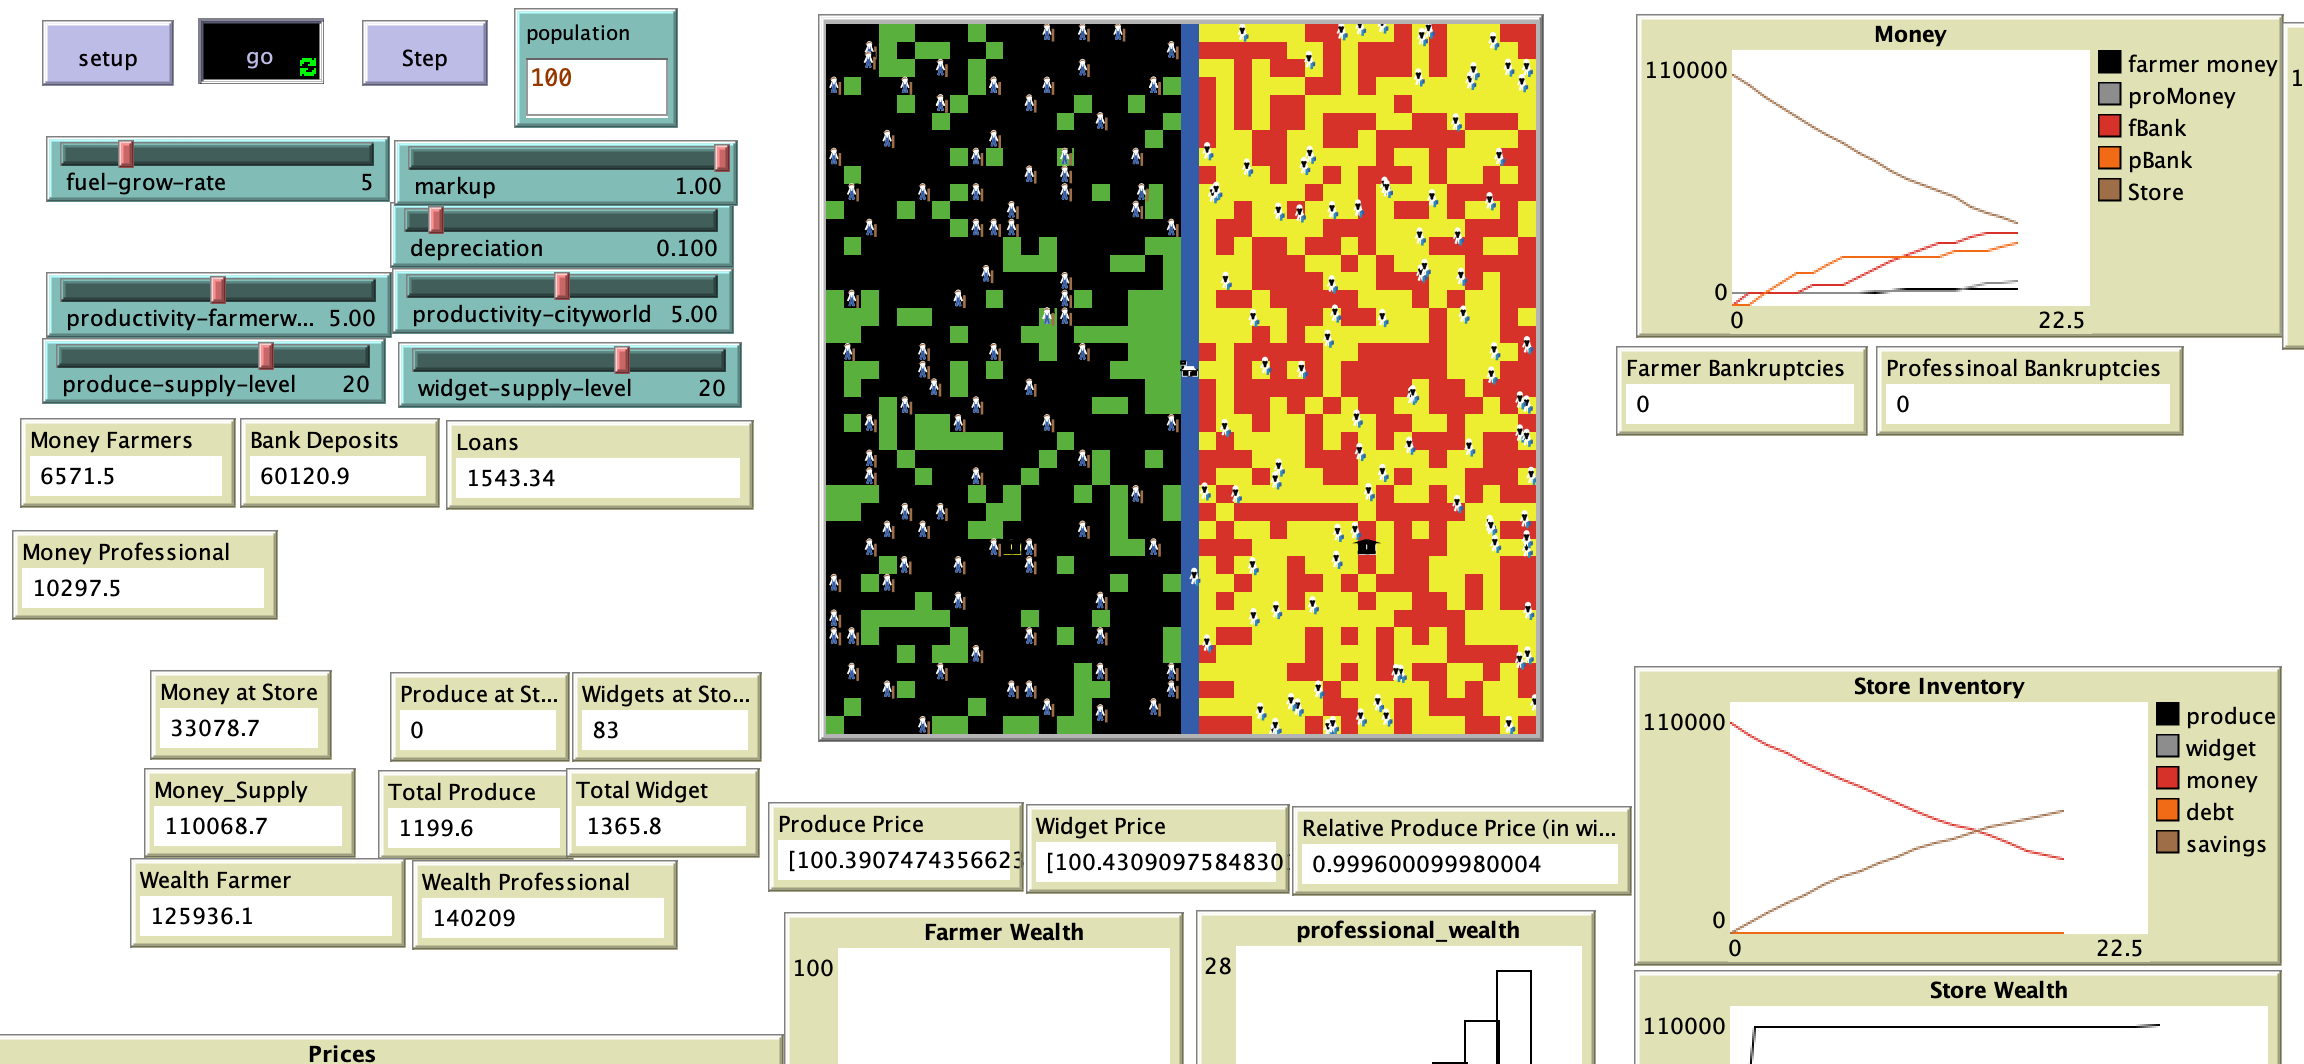 setup
go
Step
population
100
fuel-grow-rate 5
markup 1.00
depreciation 0.100
productivity-farmerw... 5.00
productivity-cityworld 5.00
produce-supply-level 20
widget-supply-level 20
Money Farmers
6571.5
Bank Deposits
60120.9
Loans
1543.34
Money Professional
10297.5
Money at Store
33078.7
Produce at St...
0
Widgets at Sto...
83
Money_Supply
110068.7
Total Produce
1199.6
Total Widget
1365.8
Wealth Farmer
125936.1
Wealth Professional
140209
Produce Price
[100.3907474356623
Widget Price
[100.4309097584830
Relative Produce Price (in wi...
0.999600099980004
Money
110000
0
0
22.5
farmer money
proMoney
fBank
pBank
Store
1
Farmer Bankruptcies
0
Professinoal Bankruptcies
0
Store Inventory
110000
0
0
22.5
produce
widget
money
debt
savings
Farmer Wealth
100
professional_wealth
28
Store Wealth
110000
Prices